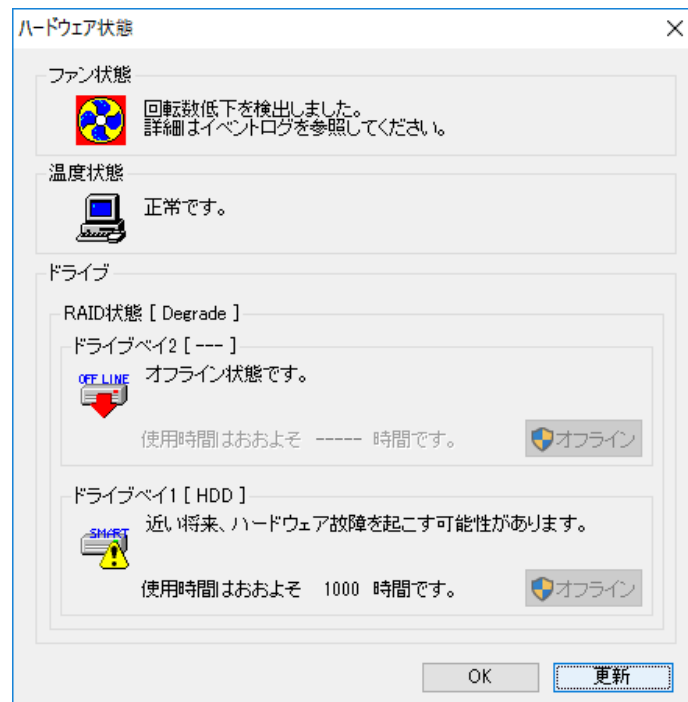 ハードウェア状態
ファン状態
回転数低下を検出しました。
詳細はイベントログを参照してください。
温度状態
正常です。
ドライブ
RAID状態 [ Degrade ]
ドライブベイ2 [ --- ]
OFF LINE
オフライン状態です。
使用時間はおおよそ ----- 時間です。
オフライン
ドライブベイ1 [ HDD ]
SMART
近い将来、ハードウェア故障を起こす可能性があります。
使用時間はおおよそ 1000 時間です。
オフライン
OK
更新